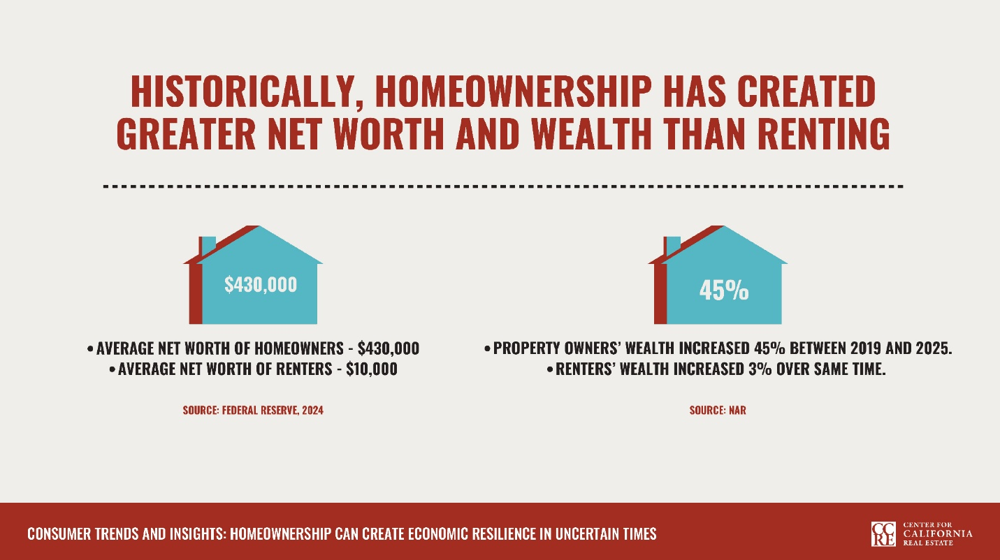 HISTORICALLY, HOMEOWNERSHIP HAS CREATED
GREATER NET WORTH AND WEALTH THAN RENTING
$430,000
• AVERAGE NET WORTH OF HOMEOWNERS - $430,000
• AVERAGE NET WORTH OF RENTERS - $10,000
SOURCE: FEDERAL RESERVE, 2024
45%
• PROPERTY OWNERS’ WEALTH INCREASED 45% BETWEEN 2019 AND 2025.
• RENTERS’ WEALTH INCREASED 3% OVER SAME TIME.
SOURCE: NAR
CONSUMER TRENDS AND INSIGHTS: HOMEOWNERSHIP CAN CREATE ECONOMIC RESILIENCE IN UNCERTAIN TIMES
CC
RE
CENTER FOR
CALIFORNIA
REAL ESTATE